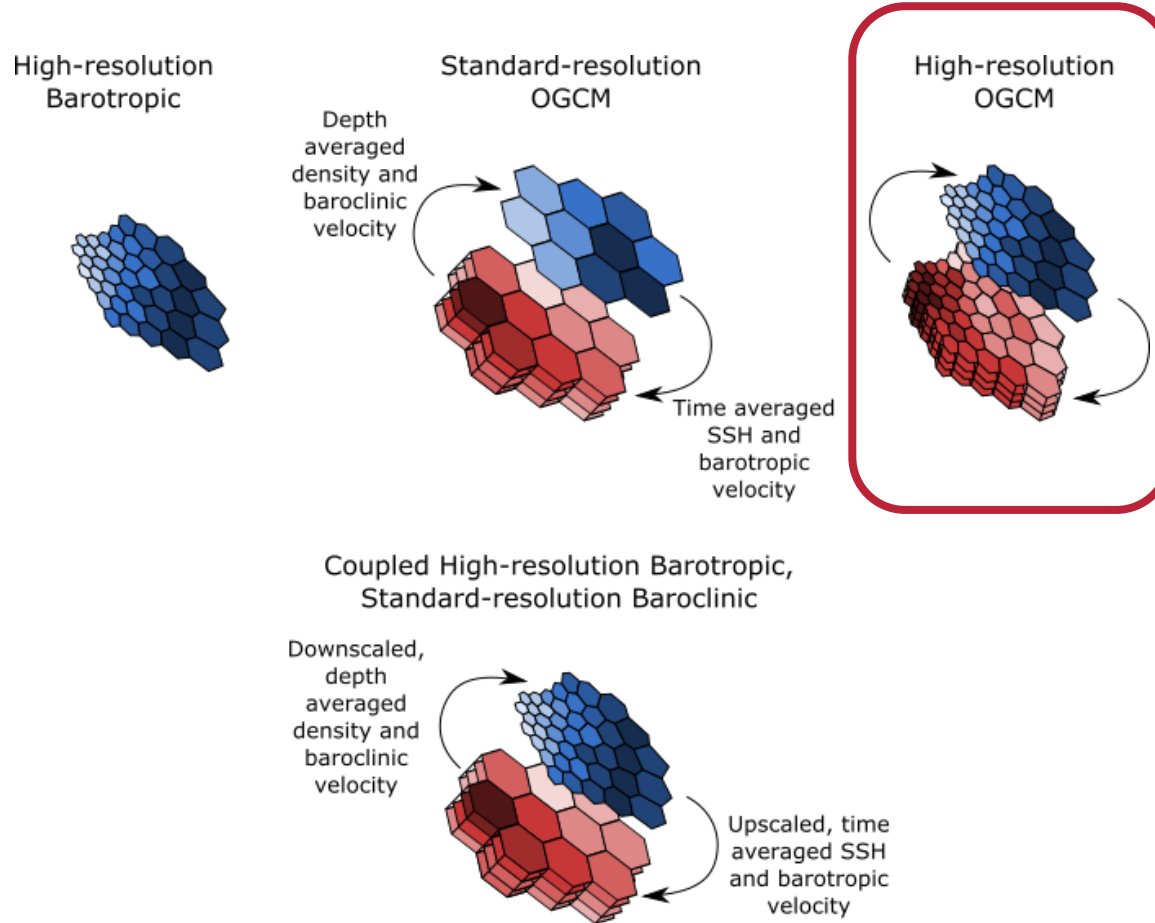 High-resolution
Barotropic
Standard-resolution
OGCM
High-resolution
OGCM
Depth
averaged
density and
baroclinic
velocity
Time averaged
SSH and
barotropic
velocity
Coupled High-resolution Barotropic,
Standard-resolution Baroclinic
Downscaled,
depth
averaged
density and
baroclinic
velocity
Upscaled, time
averaged SSH
and barotropic
velocity